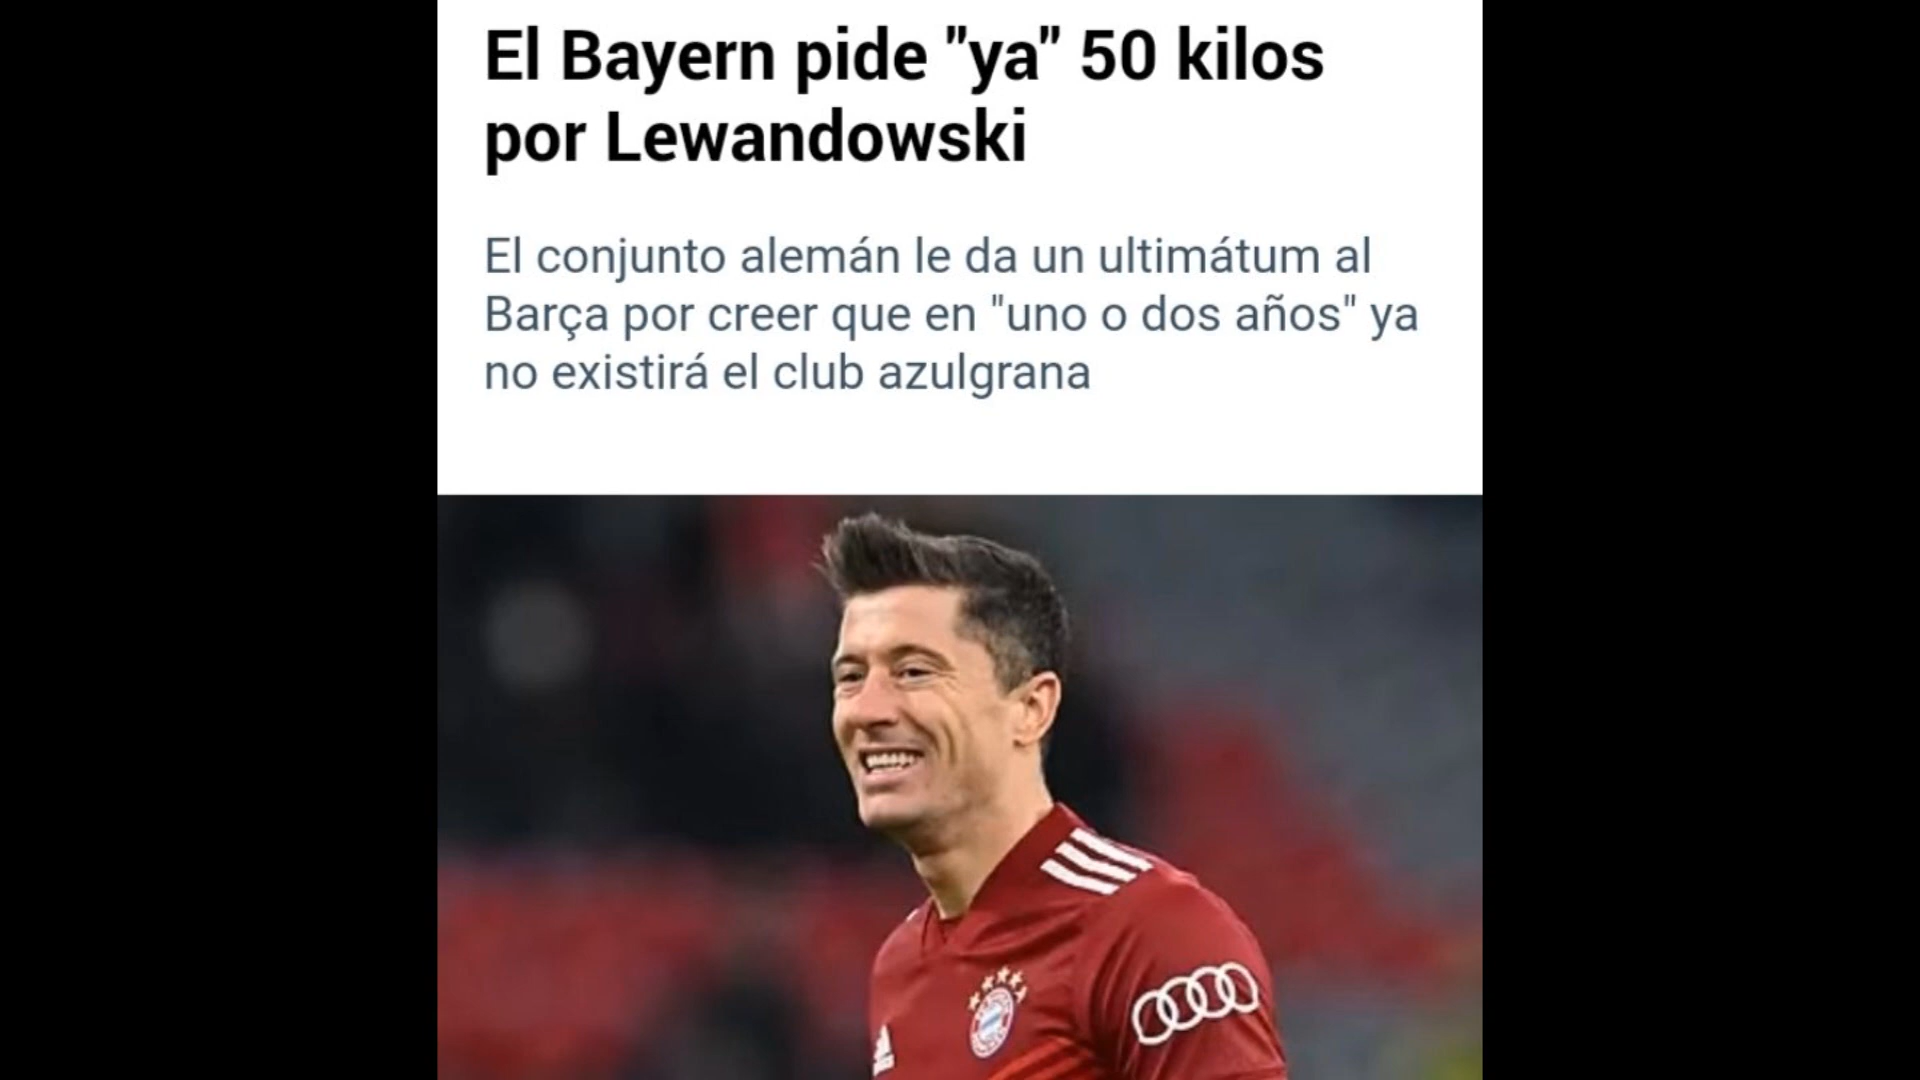 El Bayern pide "ya" 50 kilos
por Lewandowski
El conjunto alemán le da un ultimátum al
Barça por creer que en "uno o dos años" ya
no existirá el club azulgrana